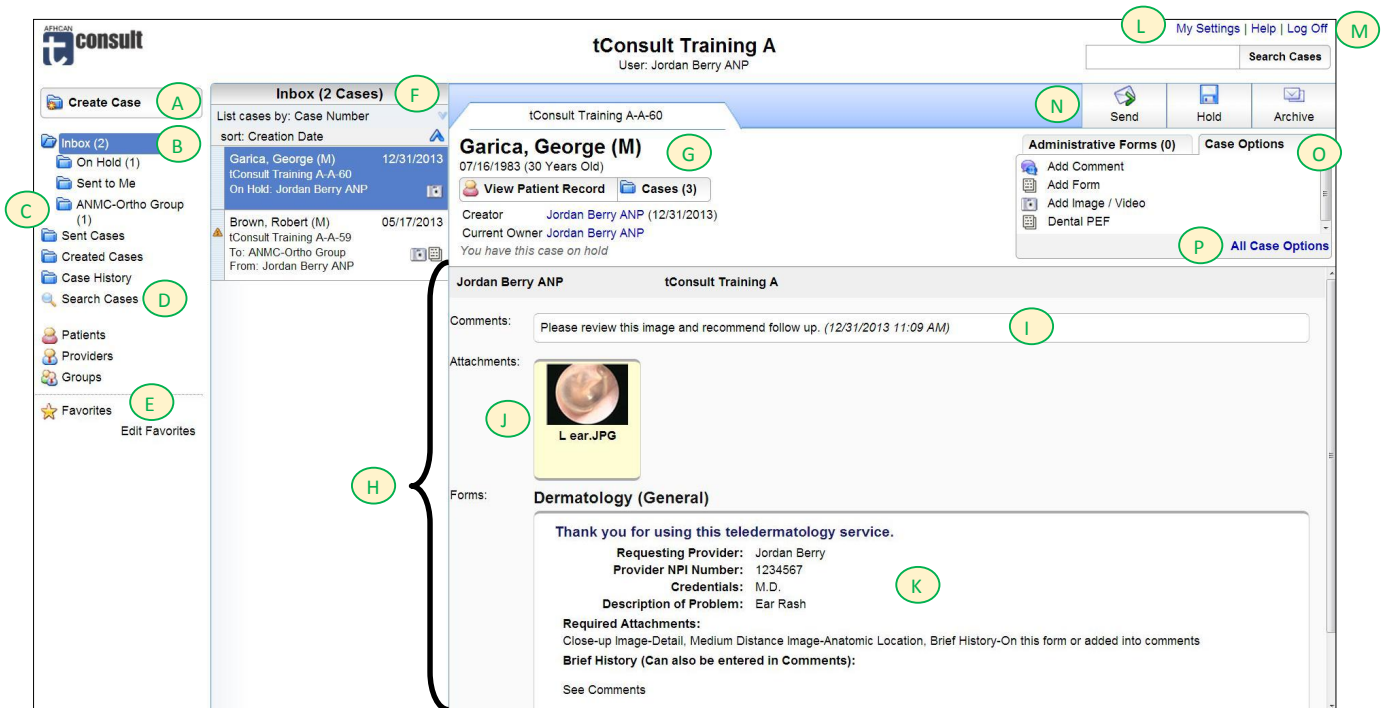 AFHCAN
t consult
tConsult Training A
User: Jordan Berry ANP
L
My Settings | Help | Log Off
M
Search Cases
Create Case
A
Inbox (2)
B
On Hold (1)
Sent to Me
C
ANMC-Ortho Group
(1)
Sent Cases
Created Cases
Case History
Search Cases
D
Patients
Providers
Groups
Favorites
E
Edit Favorites
Inbox (2 Cases)
F
List cases by: Case Number
sort: Creation Date
Garica, George (M) 12/31/2013
tConsult Training A-A-60
On Hold: Jordan Berry ANP
Brown, Robert (M) 05/17/2013
tConsult Training A-A-59
To: ANMC-Ortho Group
From: Jordan Berry ANP
tConsult Training A-A-60
N
Send
Hold
Archive
Garica, George (M)
G
07/16/1983 (30 Years Old)
View Patient Record
Cases (3)
Creator Jordan Berry ANP (12/31/2013)
Current Owner Jordan Berry ANP
You have this case on hold
Administrative Forms (0)
Case Options
O
Add Comment
Add Form
Add Image / Video
Dental PEF
P
All Case Options
H
Jordan Berry ANP tConsult Training A
Comments:
Please review this image and recommend follow up. (12/31/2013 11:09 AM)
I
Attachments:
J
L ear.JPG
Forms:
Dermatology (General)
Thank you for using this teledermatology service.
Requesting Provider: Jordan Berry
Provider NPI Number: 1234567
Credentials: M.D.
K
Description of Problem: Ear Rash
Required Attachments:
Close-up Image-Detail, Medium Distance Image-Anatomic Location, Brief History-On this form or added into comments
Brief History (Can also be entered in Comments):
See Comments